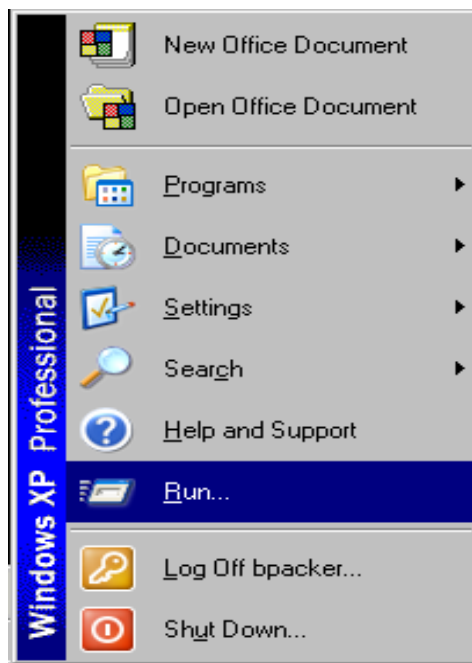 New Office Document
Open Office Document
Programs
Documents
Settings
Search
Help and Support
Run...
Log Off bpacker...
Shut Down...
Windows XP Professional